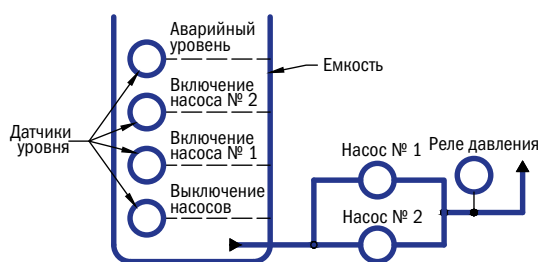 Аварийный
уровень
Емкость
Включение
насоса № 2
Датчики
уровня
Включение
насоса № 1
Выключение
насосов
Насос № 1
Реле давления
Насос № 2